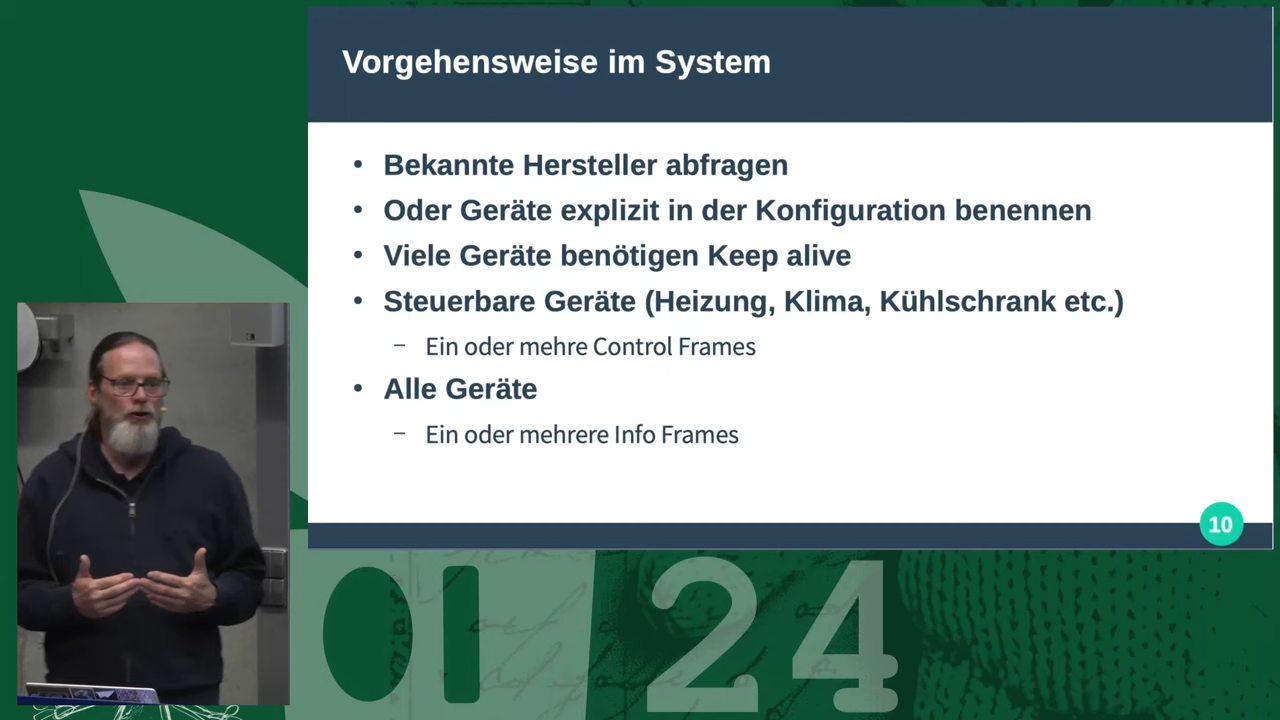 Vorgehensweise im System
• Bekannte Hersteller abfragen
• Oder Geräte explizit in der Konfiguration benennen
• Viele Geräte benötigen Keep alive
• Steuerbare Geräte (Heizung, Klima, Kühlschrank etc.)
– Ein oder mehre Control Frames
• Alle Geräte
– Ein oder mehrere Info Frames
10
24